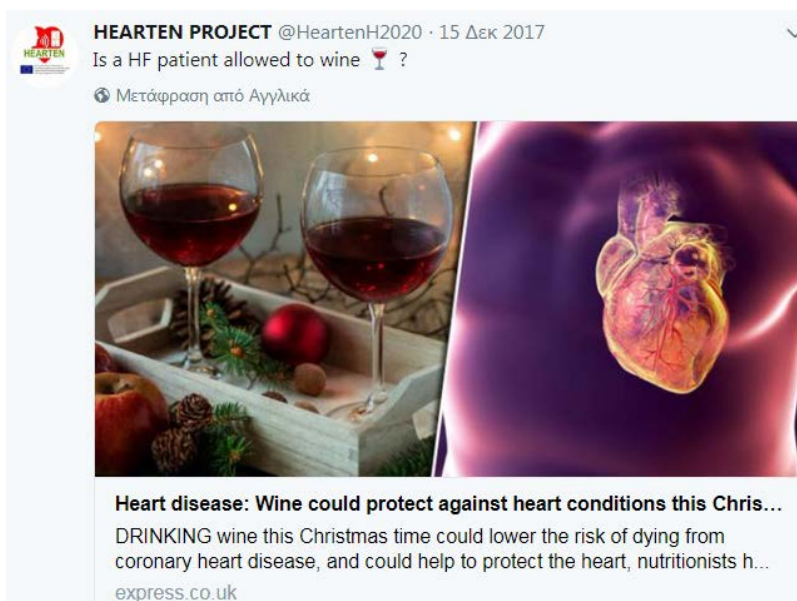 HEARTEN
HEARTEN PROJECT @HeartenH2020 · 15 Δεκ 2017
Is a HF patient allowed to wine 🍷 ?
Μετάφραση από Αγγλικά
Heart disease: Wine could protect against heart conditions this Chris...
DRINKING wine this Christmas time could lower the risk of dying from
coronary heart disease, and could help to protect the heart, nutritionists h...
express.co.uk